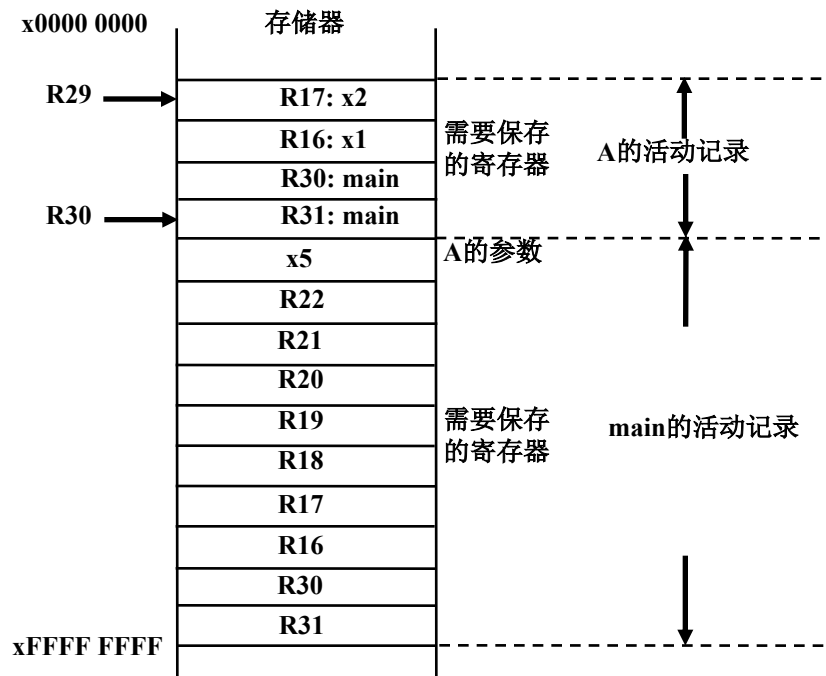 x0000 0000
存储器
R29
R17: x2
R16: x1
需要保存
的寄存器
A的活动记录
R30: main
R30
R31: main
x5
A的参数
R22
R21
R20
R19
需要保存
的寄存器
main的活动记录
R18
R17
R16
R30
R31
xFFFF FFFF